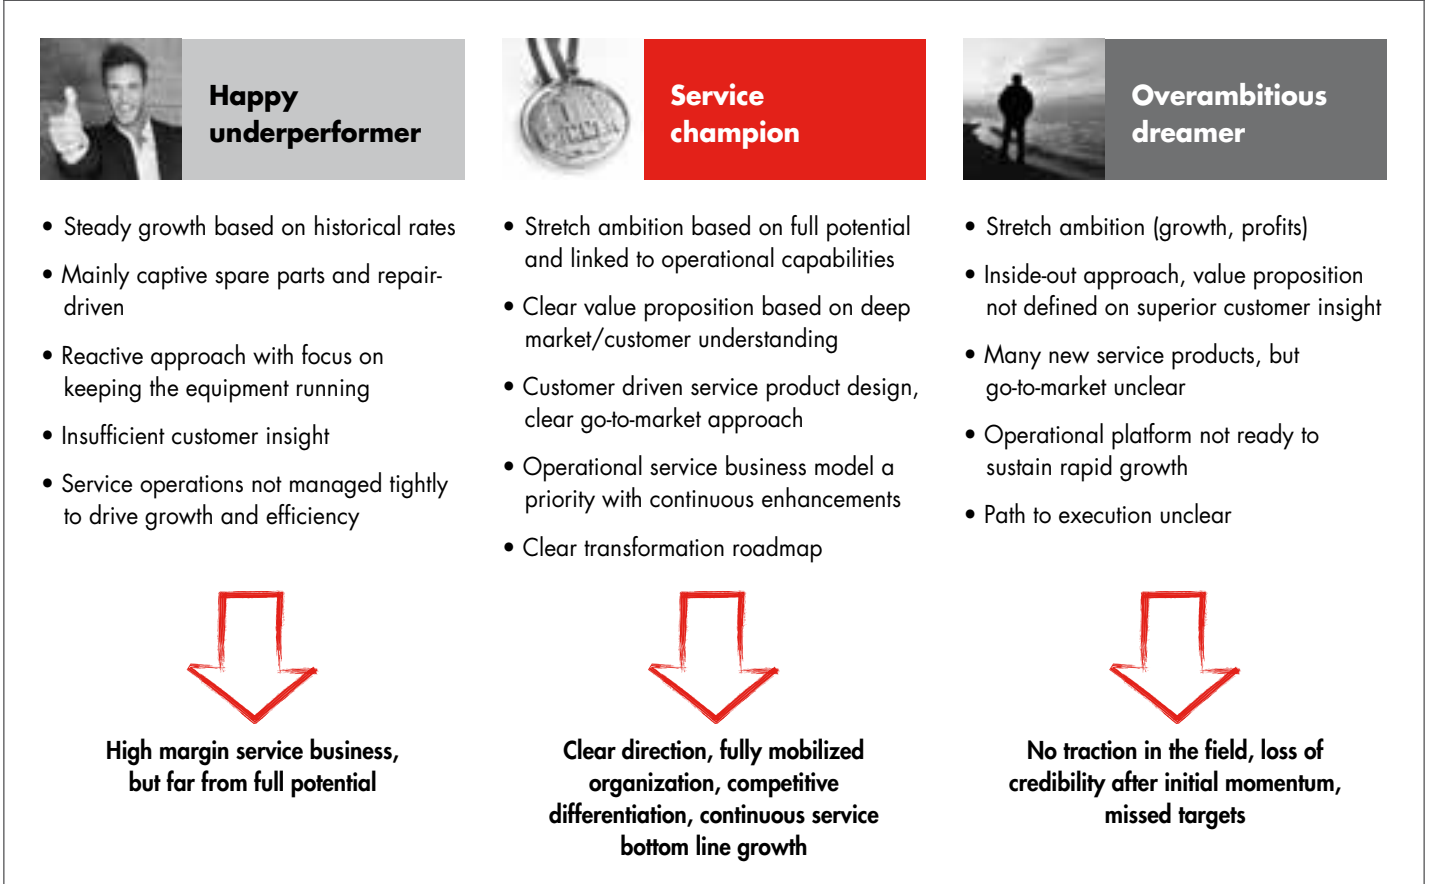 Happy
underperformer
• Steady growth based on historical rates
• Mainly captive spare parts and repair-
driven
• Reactive approach with focus on
keeping the equipment running
• Insufficient customer insight
• Service operations not managed tightly
to drive growth and efficiency
High margin service business,
but far from full potential
Service
champion
• Stretch ambition based on full potential
and linked to operational capabilities
• Clear value proposition based on deep
market/customer understanding
• Customer driven service product design,
clear go-to-market approach
• Operational service business model a
priority with continuous enhancements
• Clear transformation roadmap
Clear direction, fully mobilized
organization, competitive
differentiation, continuous service
bottom line growth
Overambitious
dreamer
• Stretch ambition (growth, profits)
• Inside-out approach, value proposition
not defined on superior customer insight
• Many new service products, but
go-to-market unclear
• Operational platform not ready to
sustain rapid growth
• Path to execution unclear
No traction in the field, loss of
credibility after initial momentum,
missed targets